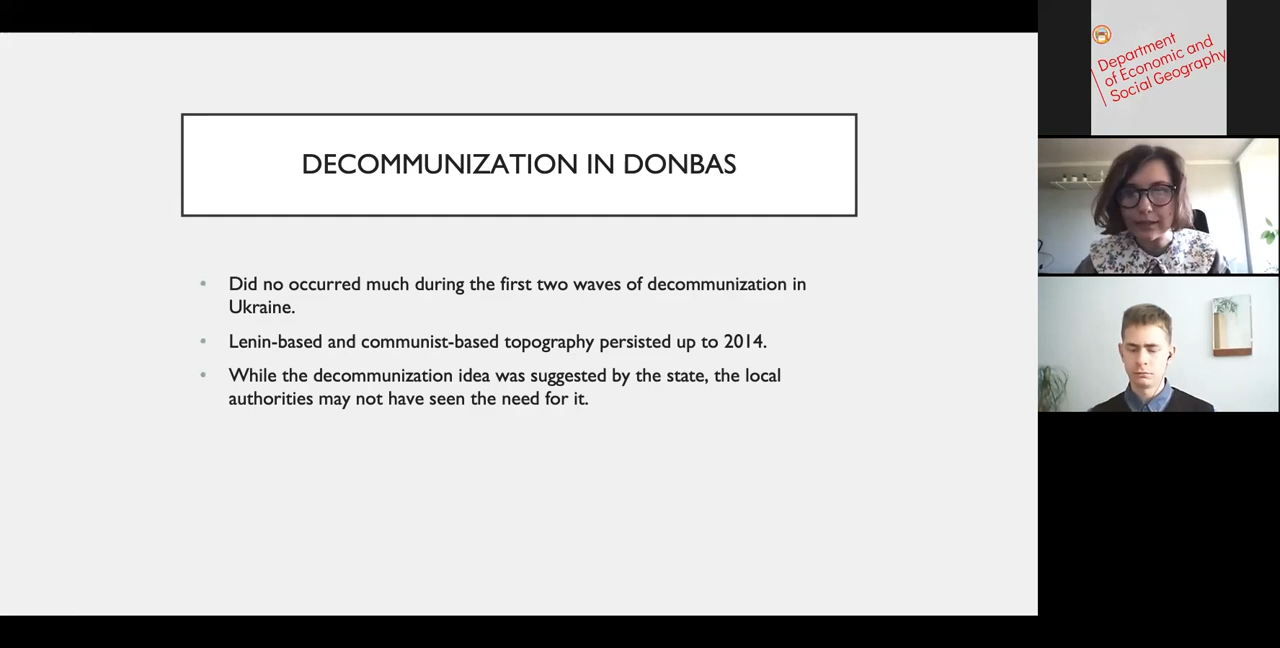 DECOMMUNIZATION IN DONBAS
Did no occurred much during the first two waves of decommunization in
Ukraine.
Lenin-based and communist-based topography persisted up to 2014.
While the decommunization idea was suggested by the state, the local
authorities may not have seen the need for it.
Department
of Economic and
Social Geography